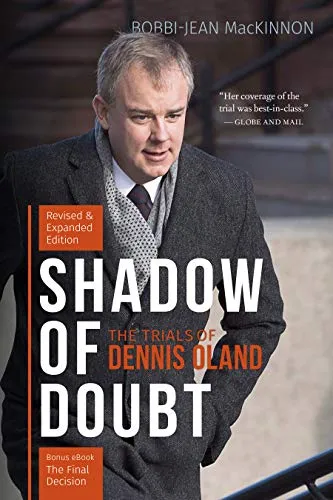 BOBBI-JEAN MacKINNON
“Her coverage of the
trial was best-in-class.”
— GLOBE AND MAIL
Revised &
Expanded
Edition
SHADOW
THE TRIALS OF
OF DENNIS OLAND
DOUBT
Bonus eBook
The Final
Decision